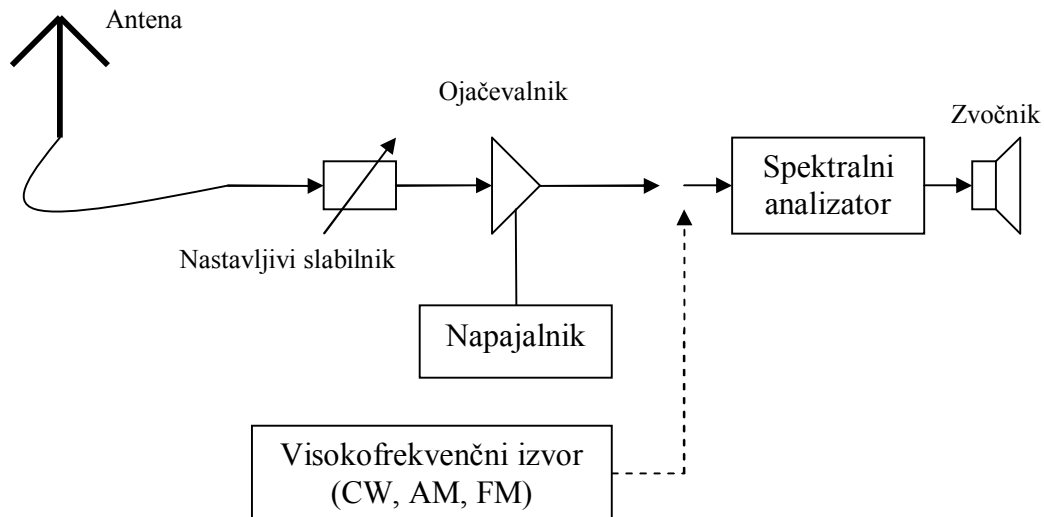 Antena
Ojačevalnik
Zvočnik
Spektralni
analizator
Nastavljivi slabilnik
Napajalnik
Visokofrekvenčni izvor
(CW, AM, FM)